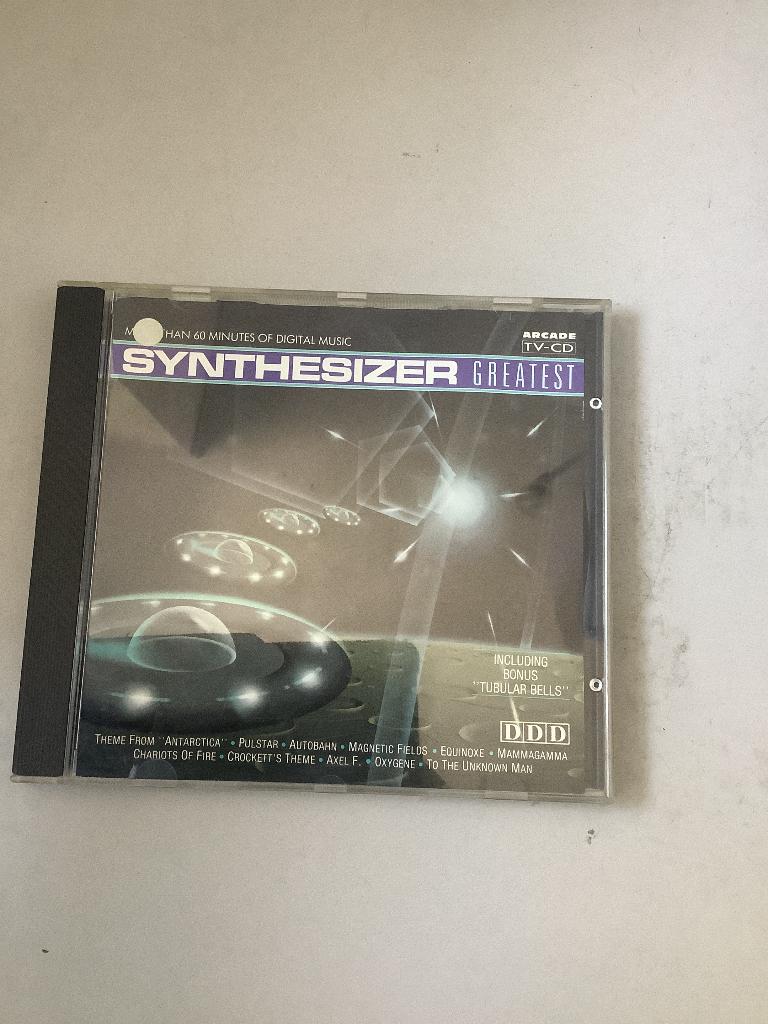 THAN 60 MINUTES OF DIGITAL MUSIC
ARCADE
TV-CD
SYNTHESIZER GREATEST
INCLUDING
BONUS
"TUBULAR BELLS"
DDD
THEME FROM "ANTARCTICA" • PULSTAR • AUTOBAHN • MAGNETIC FIELDS • EQUINOXE • MAMMAGAMMA
CHARIOTS OF FIRE • CROCKETT'S THEME • AXEL F. • OXYGENE • TO THE UNKNOWN MAN